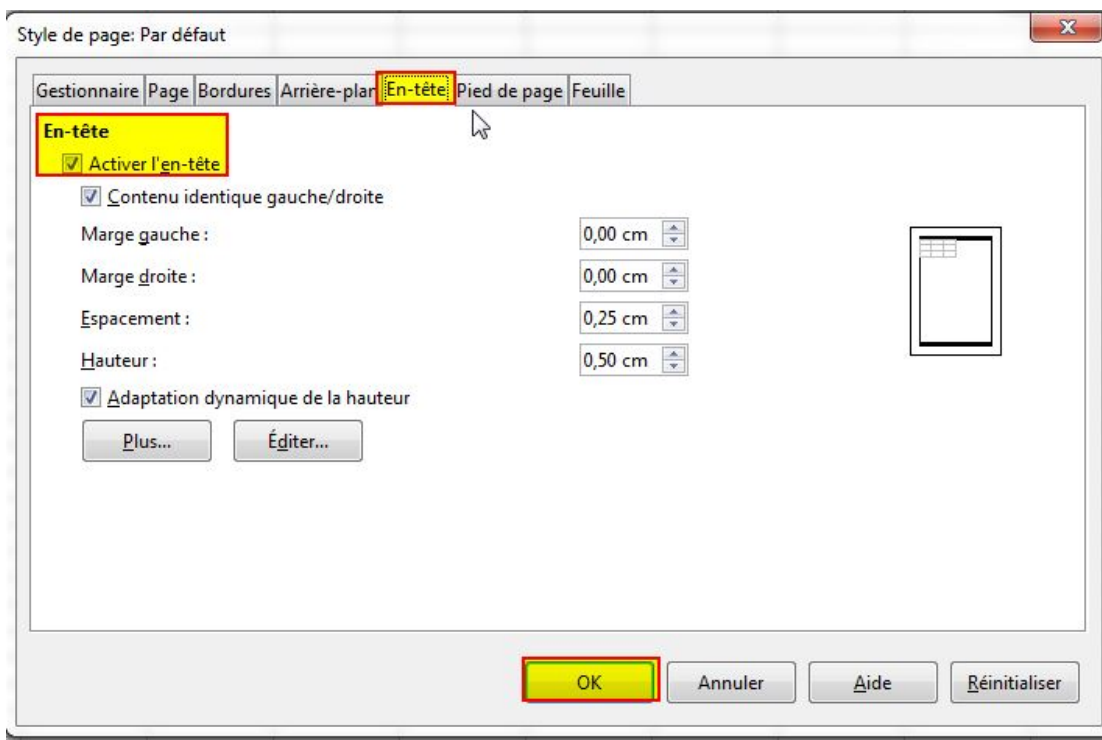 Style de page: Par défaut
Gestionnaire Page Bordures Arrière-plan En-tête Pied de page Feuille
En-tête
Activer l'en-tête
Contenu identique gauche/droite
Marge gauche : 0,00 cm
Marge droite : 0,00 cm
Espacement : 0,25 cm
Hauteur : 0,50 cm
Adaptation dynamique de la hauteur
Plus... Éditer...
OK Annuler Aide Réinitialiser